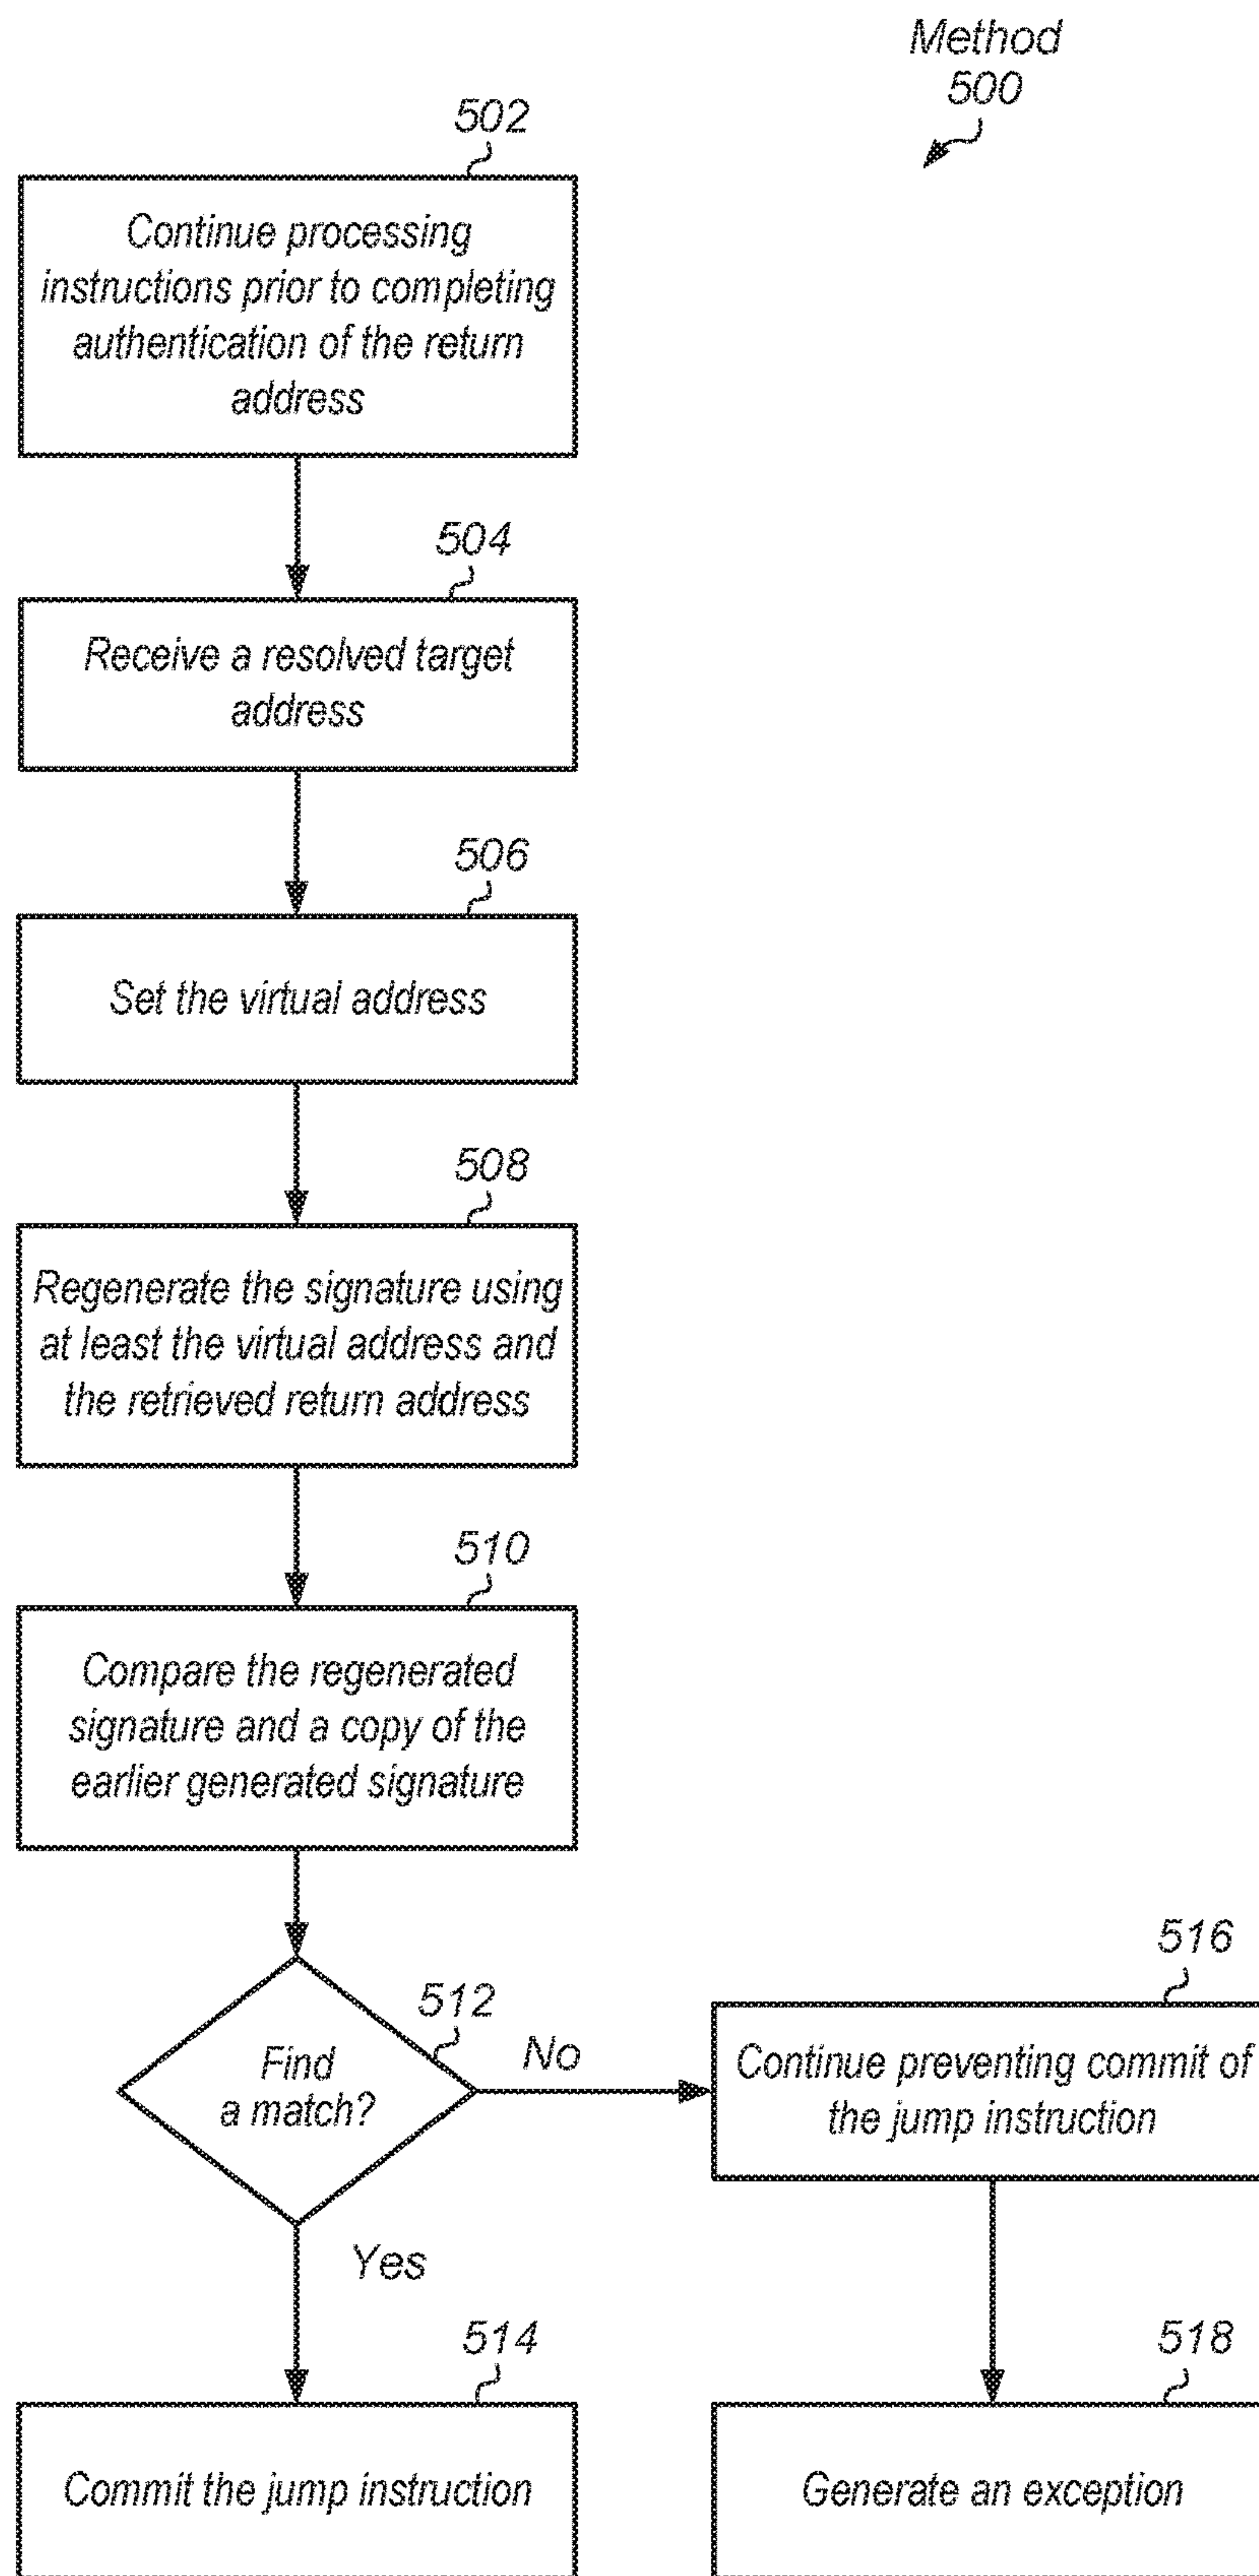 Method
500
502
Continue processing
instructions prior to completing
authentication of the return
address
504
Receive a resolved target
address
506
Set the virtual address
508
Regenerate the signature using
at least the virtual address and
the retrieved return address
510
Compare the regenerated
signature and a copy of the
earlier generated signature
512
Find
a match?
No
516
Continue preventing commit of
the jump instruction
Yes
514
Commit the jump instruction
518
Generate an exception